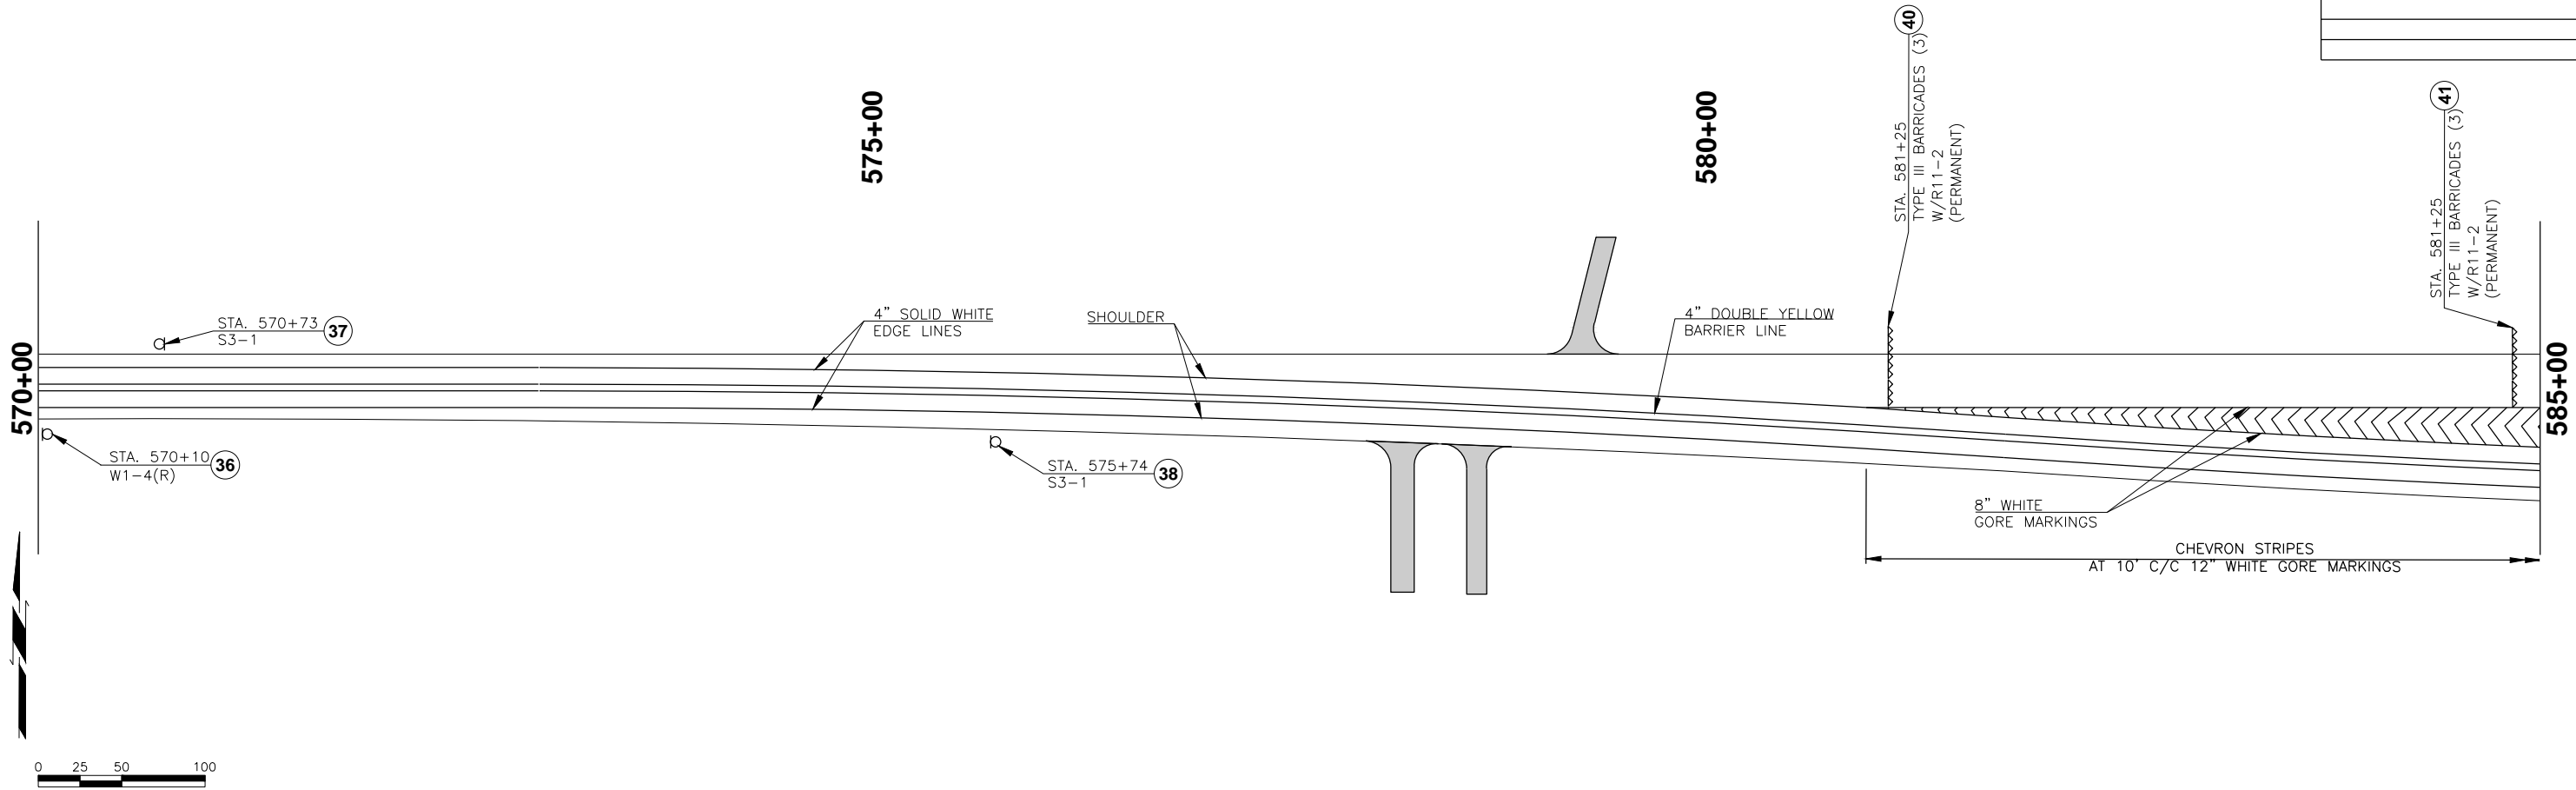 40
STA. 581+25
TYPE III BARRICADES (3)
W/R11-2
(PERMANENT)
41
STA. 581+25
TYPE III BARRICADES (3)
W/R11-2
(PERMANENT)
575+00
580+00
570+00
585+00
STA. 570+73
S3-1
37
4" SOLID WHITE
EDGE LINES
SHOULDER
4" DOUBLE YELLOW
BARRIER LINE
STA. 570+10
W1-4(R)
36
STA. 575+74
S3-1
38
8" WHITE
GORE MARKINGS
CHEVRON STRIPES
AT 10' C/C 12" WHITE GORE MARKINGS
0 25 50 100